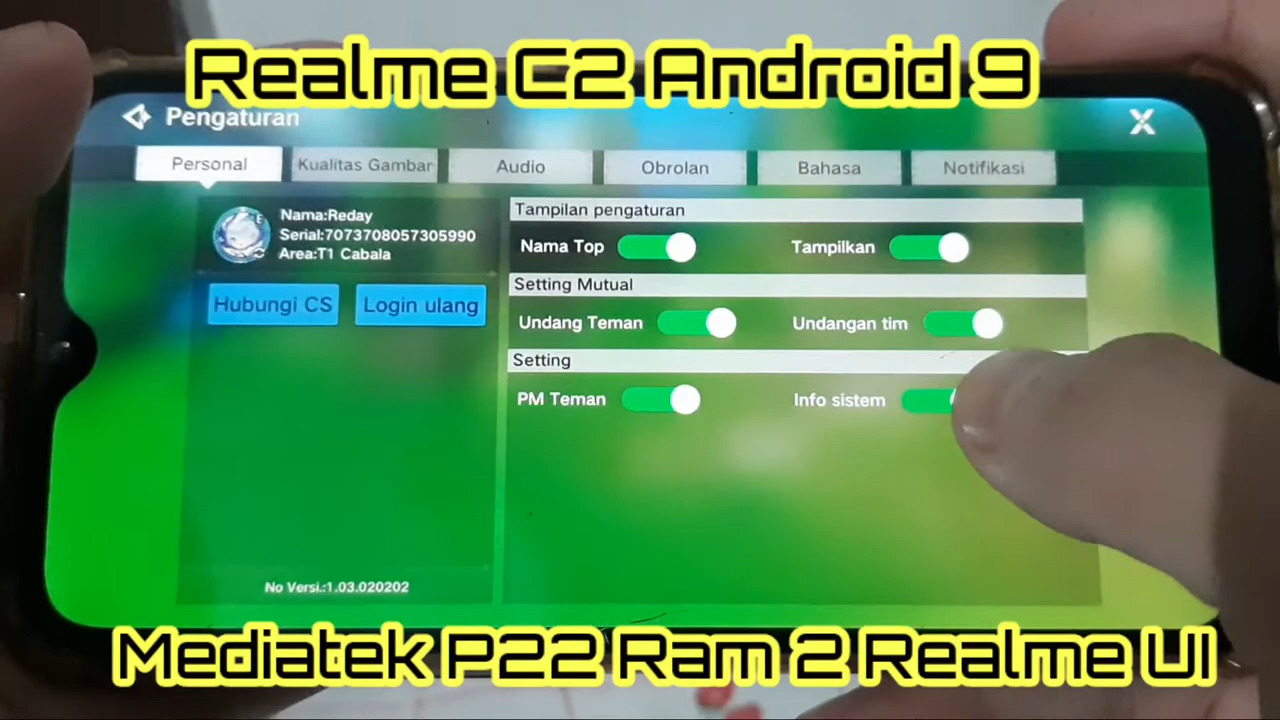 Realme C2 Android 9
Pengaturan
X
Personal
Kualitas Gambar
Audio
Obrolan
Bahasa
Notifikasi
Nama:Reday
Serial:7073708057305990
Area:T1 Cabala
Hubungi CS
Login ulang
Tampilan pengaturan
Nama Top
Tampilkan
Setting Mutual
Undang Teman
Undangan tim
Setting
PM Teman
Info sistem
No Versi.:1.03.020202
Mediatek P22 Ram 2 Realme UI